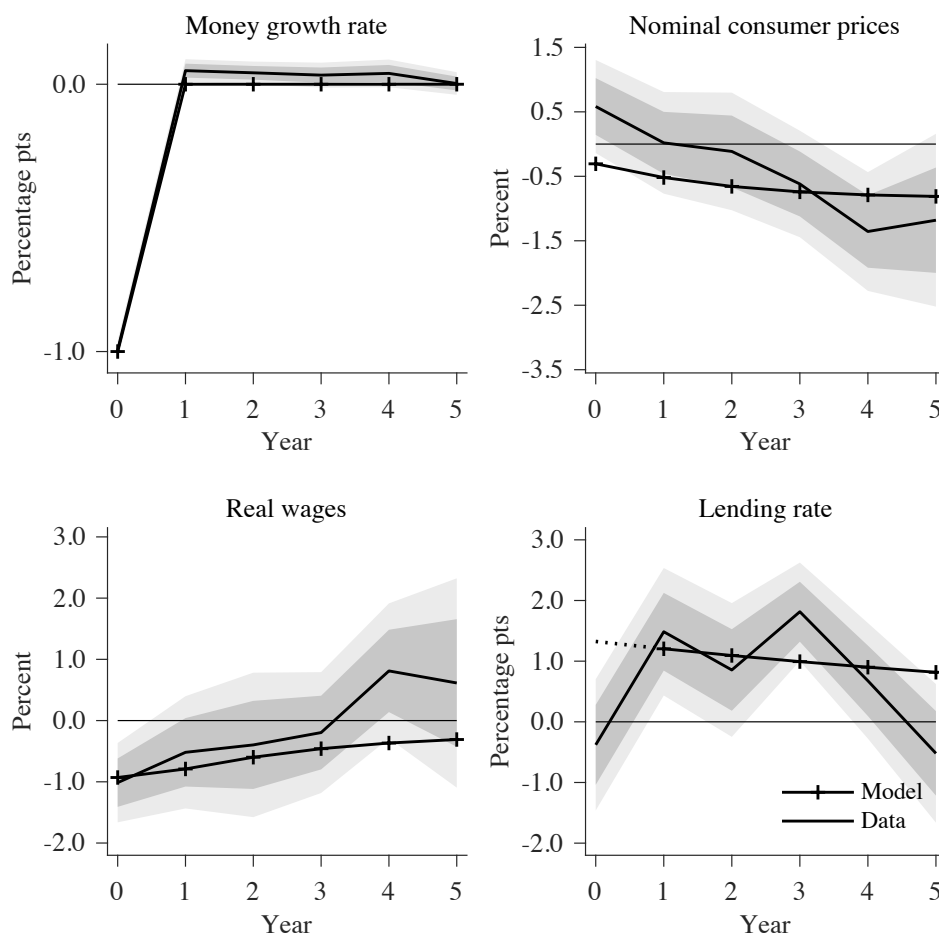 Money growth rate
Percentage pts
0.0
-1.0
0 1 2 3 4 5
Year
Nominal consumer prices
Percent
1.5
0.5
-0.5
-1.5
-2.5
-3.5
0 1 2 3 4 5
Year
Real wages
Percent
3.0
2.0
1.0
0.0
-1.0
-2.0
0 1 2 3 4 5
Year
Lending rate
Percentage pts
3.0
2.0
1.0
0.0
-1.0
-2.0
0 1 2 3 4 5
Year
Model
Data